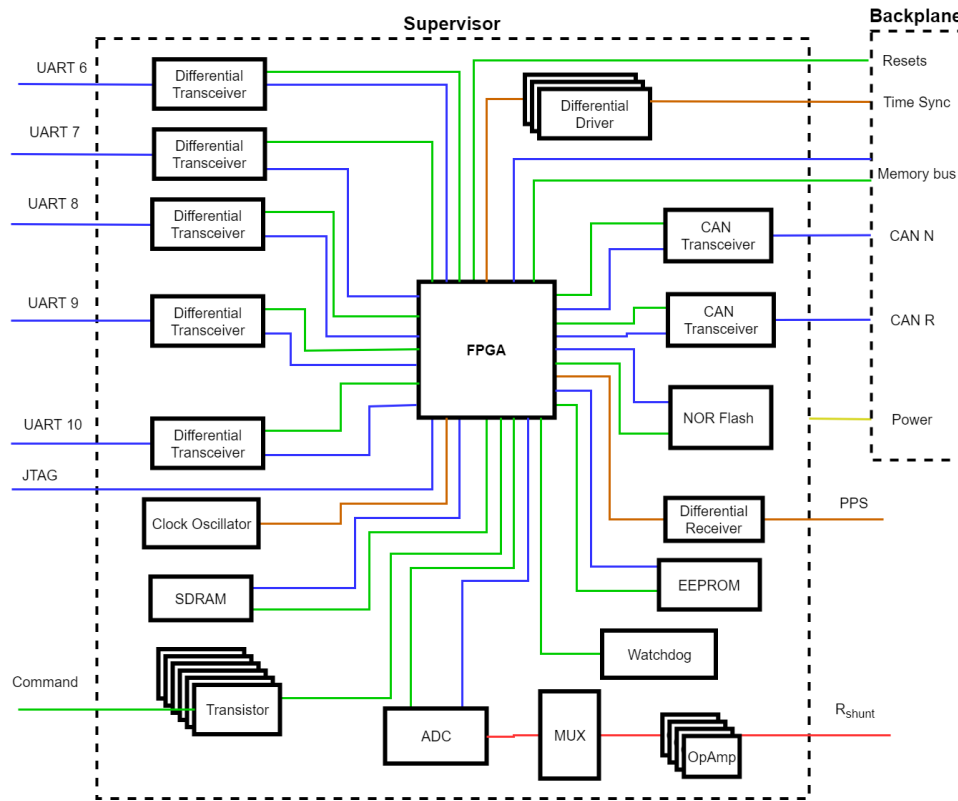 Supervisor
Backplane
UART 6
Differential
Transceiver
Resets
Differential
Driver
Time Sync
UART 7
Differential
Transceiver
Memory bus
UART 8
Differential
Transceiver
CAN
Transceiver
CAN N
UART 9
Differential
Transceiver
CAN
Transceiver
CAN R
FPGA
NOR Flash
Power
UART 10
Differential
Transceiver
JTAG
Clock Oscillator
Differential
Receiver
PPS
SDRAM
EEPROM
Watchdog
Command
Transistor
ADC
MUX
OpAmp
Rshunt